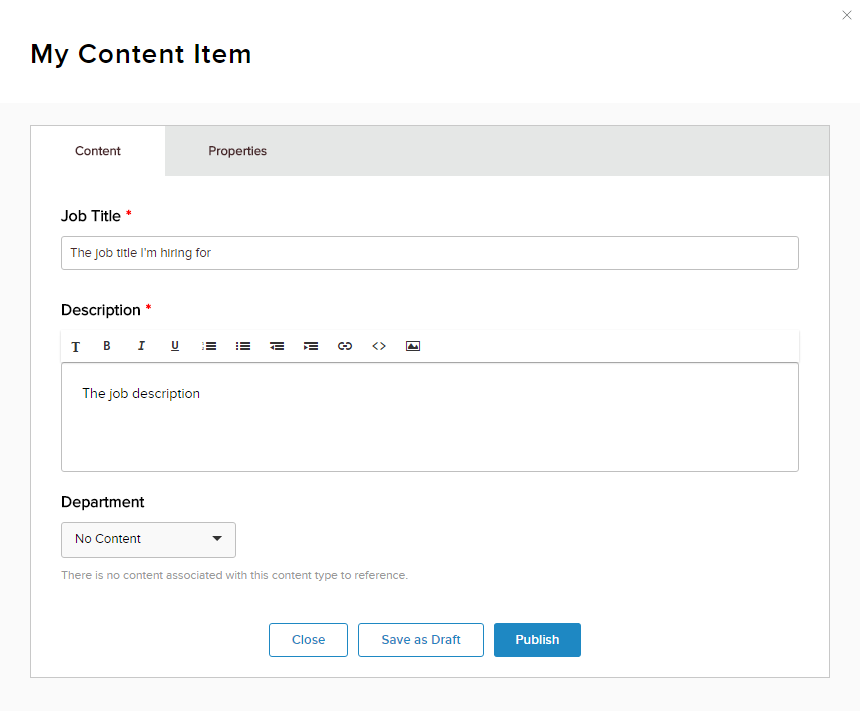 My Content Item
Content Properties
Job Title *
The job title I'm hiring for
Description *
T B I U <>
The job description
Department
No Content
There is no content associated with this content type to reference.
Close Save as Draft Publish